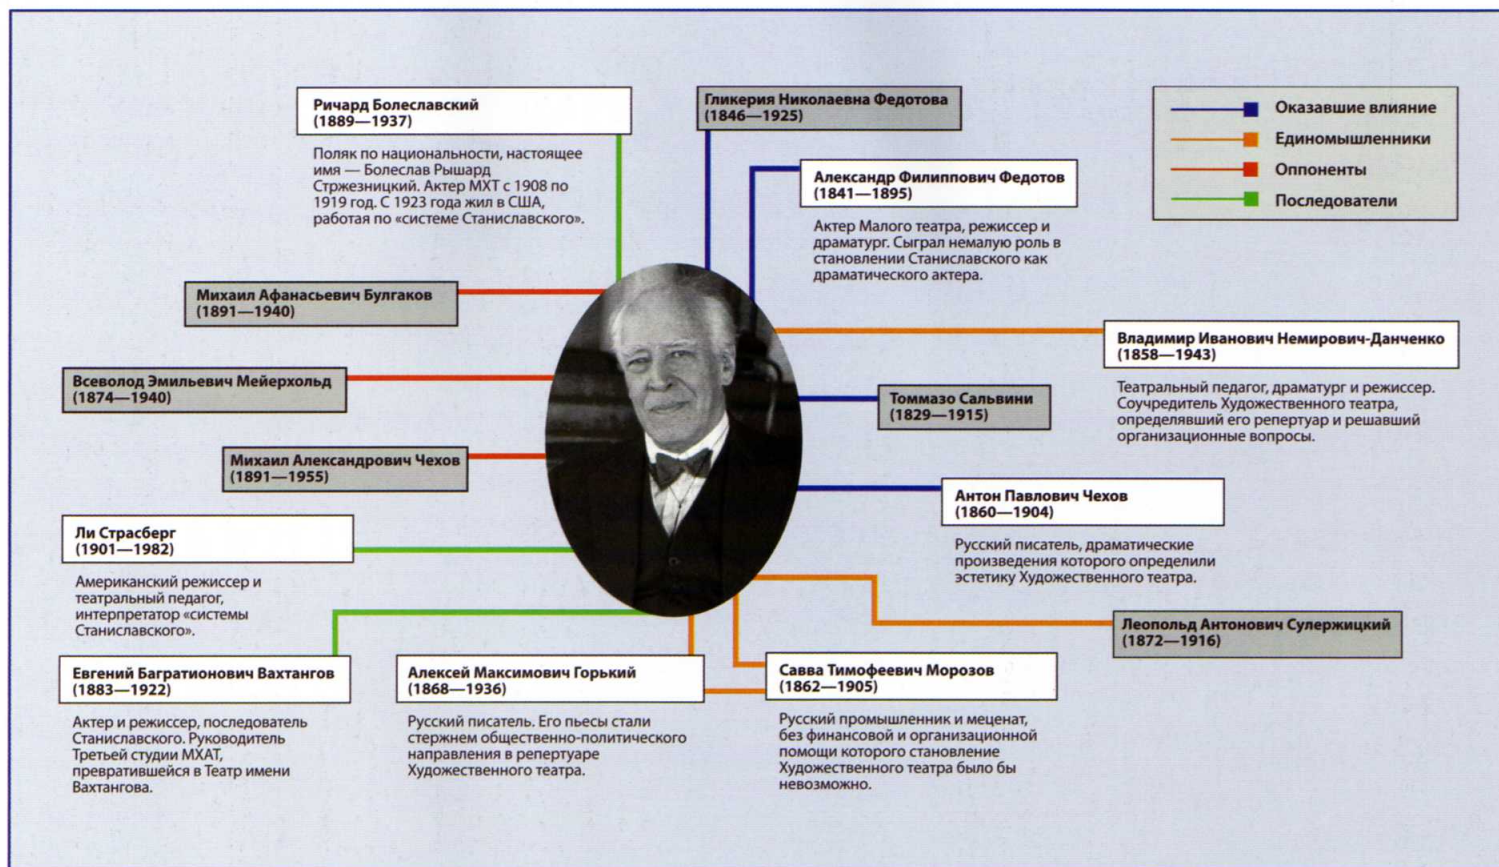 Ричард Болеславский
(1889—1937)
Поляк по национальности, настоящее
имя — Болеслав Рышард
Стржезницкий. Актер МХТ с 1908 по
1919 год. С 1923 года жил в США,
работая по «системе Станиславского».
Гликерия Николаевна Федотова
(1846—1925)
Александр Филиппович Федотов
(1841—1895)
Актер Малого театра, режиссер и
драматург. Сыграл немалую роль в
становлении Станиславского как
драматического актера.
Оказавшие влияние
Единомышленники
Оппоненты
Последователи
Михаил Афанасьевич Булгаков
(1891—1940)
Владимир Иванович Немирович-Данченко
(1858—1943)
Театральный педагог, драматург и режиссер.
Соучредитель Художественного театра,
определявший его репертуар и решавший
организационные вопросы.
Всеволод Эмильевич Мейерхольд
(1874—1940)
Томмазо Сальвини
(1829—1915)
Михаил Александрович Чехов
(1891—1955)
Антон Павлович Чехов
(1860—1904)
Русский писатель, драматические
произведения которого определили
эстетику Художественного театра.
Ли Страсберг
(1901—1982)
Американский режиссер и
театральный педагог,
интерпретатор «системы
Станиславского».
Леопольд Антонович Сулержицкий
(1872—1916)
Евгений Багратионович Вахтангов
(1883—1922)
Актер и режиссер, последователь
Станиславского. Руководитель
Третьей студии МХАТ,
превратившейся в Театр имени
Вахтангова.
Алексей Максимович Горький
(1868—1936)
Русский писатель. Его пьесы стали
стержнем общественно-политического
направления в репертуаре
Художественного театра.
Савва Тимофеевич Морозов
(1862—1905)
Русский промышленник и меценат,
без финансовой и организационной
помощи которого становление
Художественного театра было бы
невозможно.